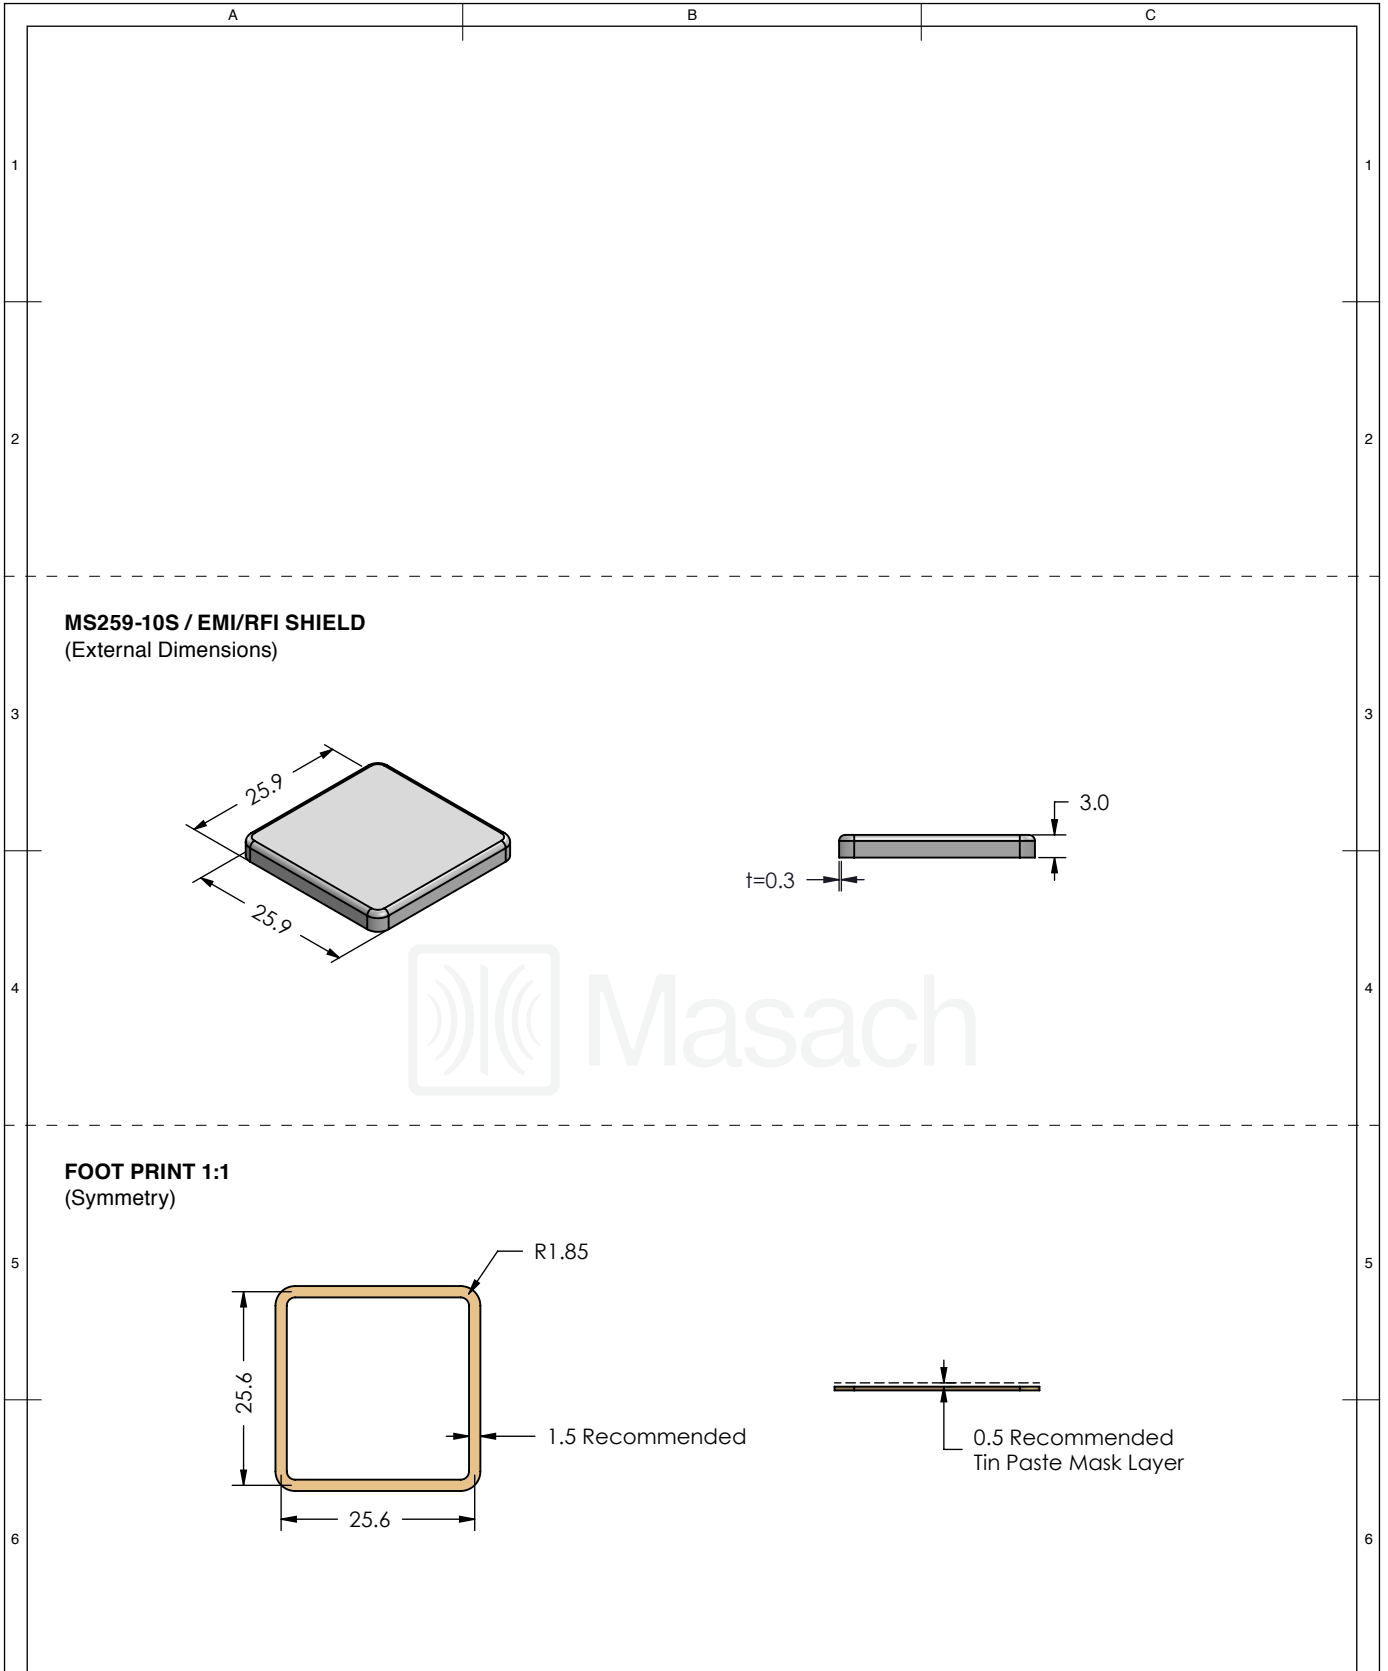 A B C
1 1
2 2
MS259-10S / EMI/RFI SHIELD
(External Dimensions)
3 3
25.9
3.0
t=0.3
25.9
4 4
Masach
FOOT PRINT 1:1
(Symmetry)
R1.85
5 5
25.6
1.5 Recommended
0.5 Recommended
Tin Paste Mask Layer
25.6
6 6